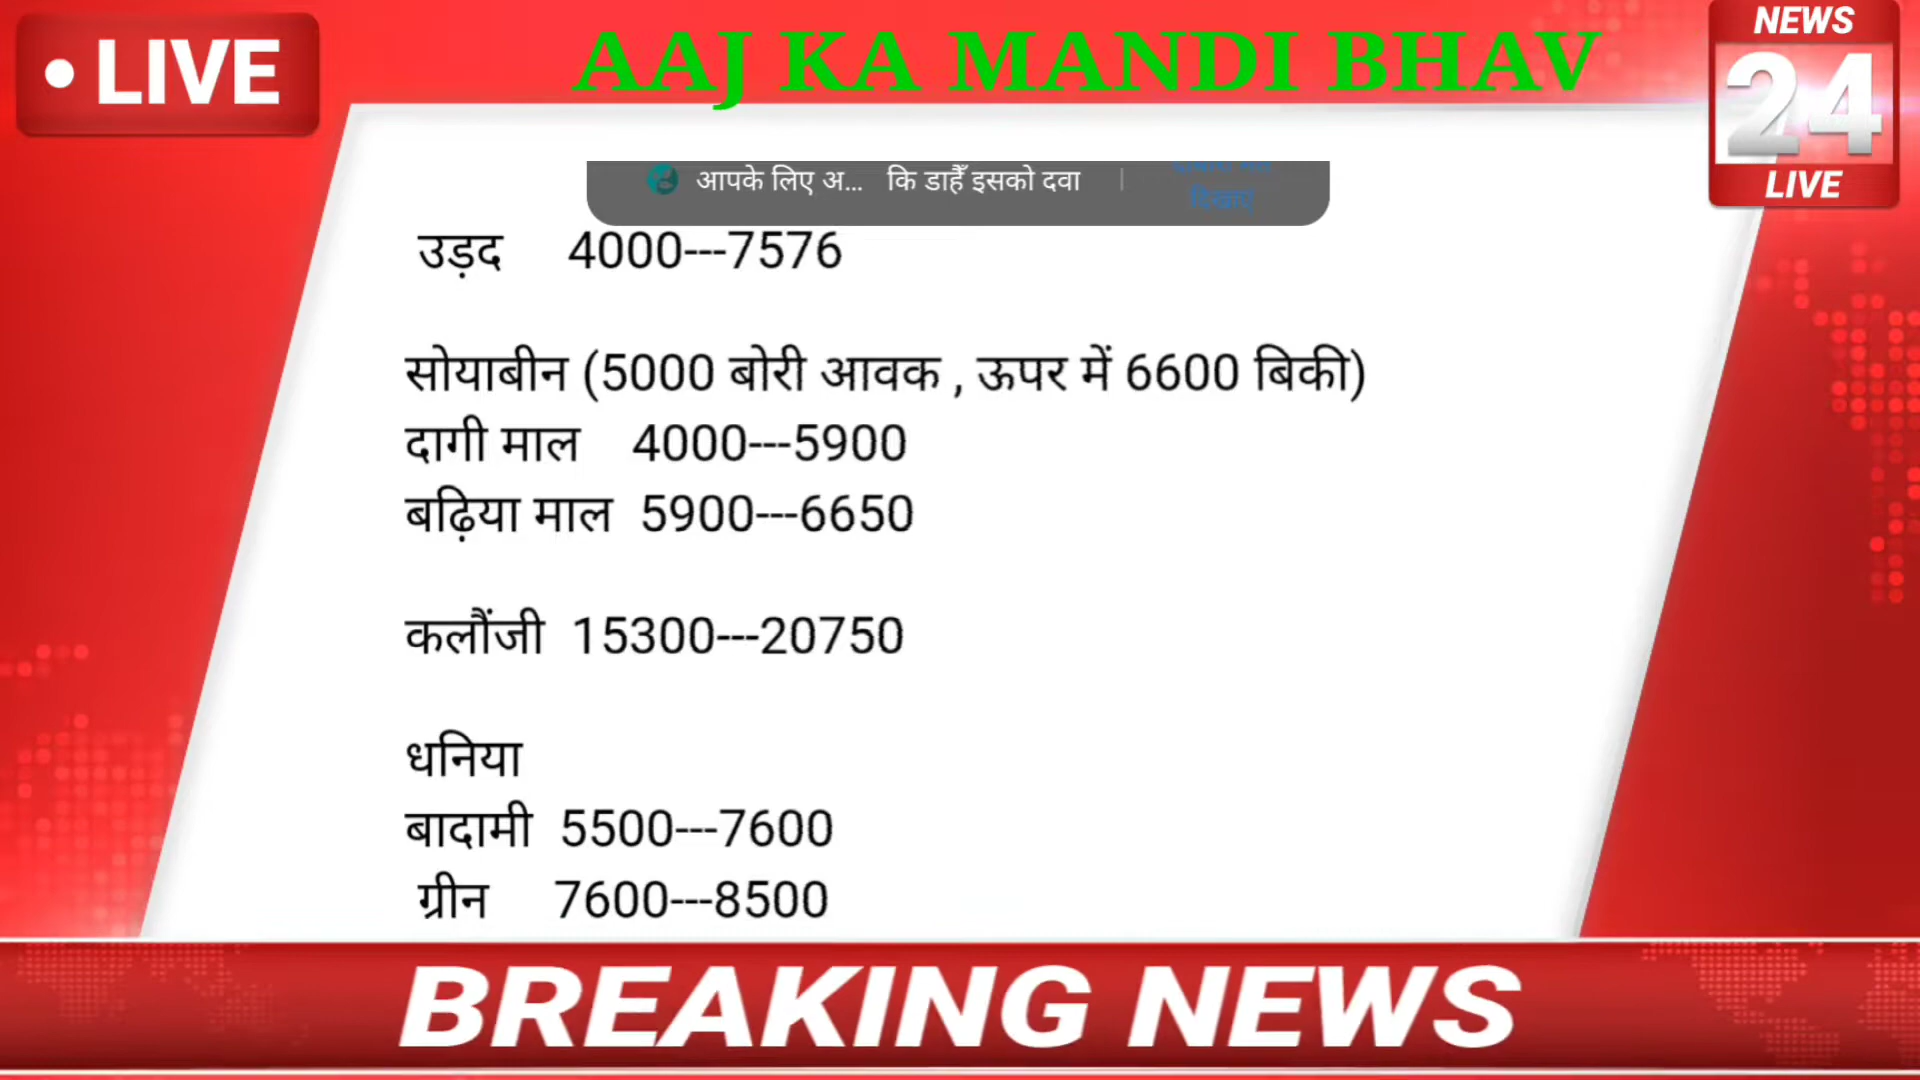 • LIVE
AAJ KA MANDI BHAV
NEWS
24
LIVE
आपके लिए अ... कि डाहैँ इसको दवा
दिखाएं
उड़द 4000---7576
सोयाबीन (5000 बोरी आवक , ऊपर में 6600 बिकी)
दागी माल 4000---5900
बढ़िया माल 5900---6650
कलौंजी 15300---20750
धनिया
बादामी 5500---7600
ग्रीन 7600---8500
BREAKING NEWS